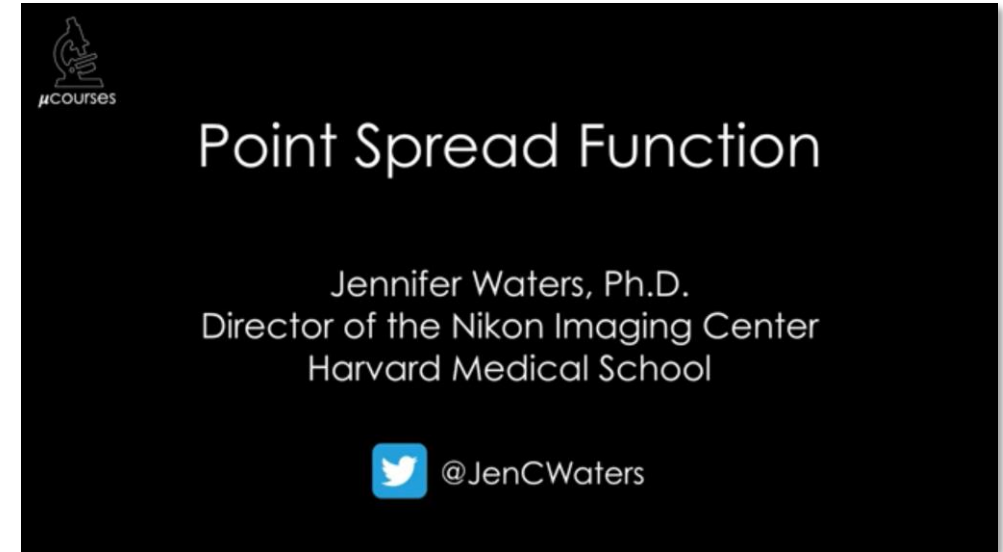 µcourses
Point Spread Function
Jennifer Waters, Ph.D.
Director of the Nikon Imaging Center
Harvard Medical School
@JenCWaters